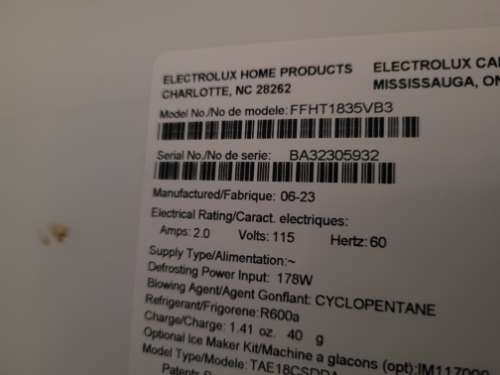 ELECTROLUX HOME PRODUCTS ELECTROLUX
CHARLOTTE, NC 28262 MISSISSAUGA,
Model No./No de modele: FFHT1835VB3
Serial No./No de serie: BA32305932
Manufactured/Fabrique: 06-23
Electrical Rating/Caract. electriques:
Amps: 2.0 Volts: 115 Hertz: 60
Supply Type/Alimentation:~
Defrosting Power Input: 178W
Blowing Agent/Agent Gonflant: CYCLOPENTANE
Refrigerant/Frigorene: R600a
Charge/Charge: 1.41 oz. 40 g
Optional Ice Maker Kit/Machine a glacons (opt):
Model Type/Modele: